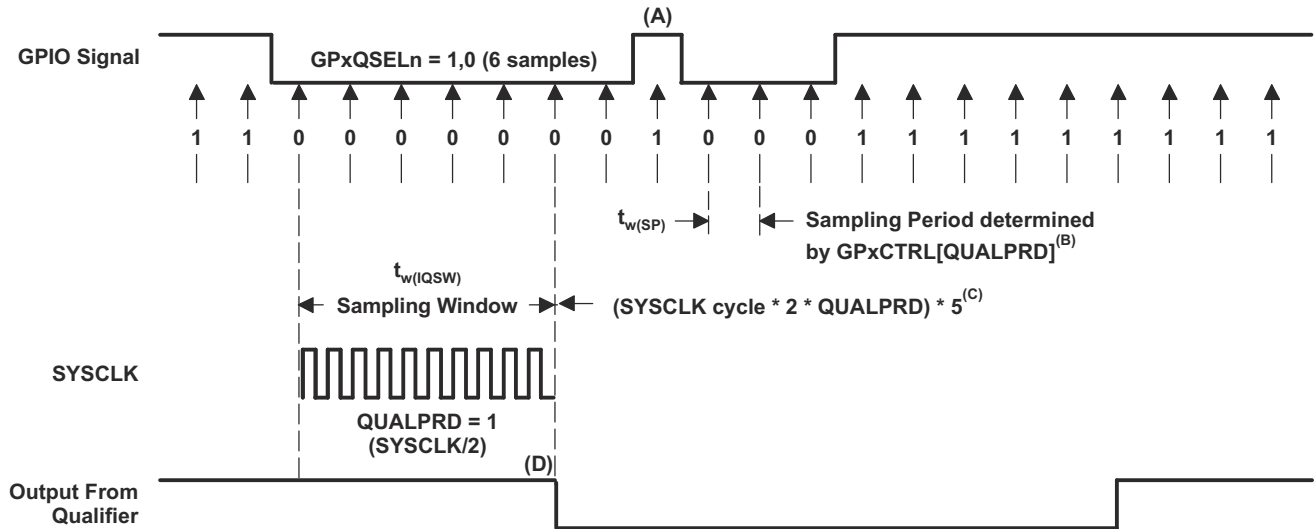 (A)
GPIO Signal
GPxQSELn = 1,0 (6 samples)
1 1 0 0 0 0 0 0 0 1 0 0 0 1 1 1 1 1 1 1 1 1
t_w(SP)
Sampling Period determined
by GPxCTRL[QUALPRD](B)
t_w(IQSW)
Sampling Window
(SYSCLK cycle * 2 * QUALPRD) * 5(C)
SYSCLK
QUALPRD = 1
(SYSCLK/2)
(D)
Output From
Qualifier